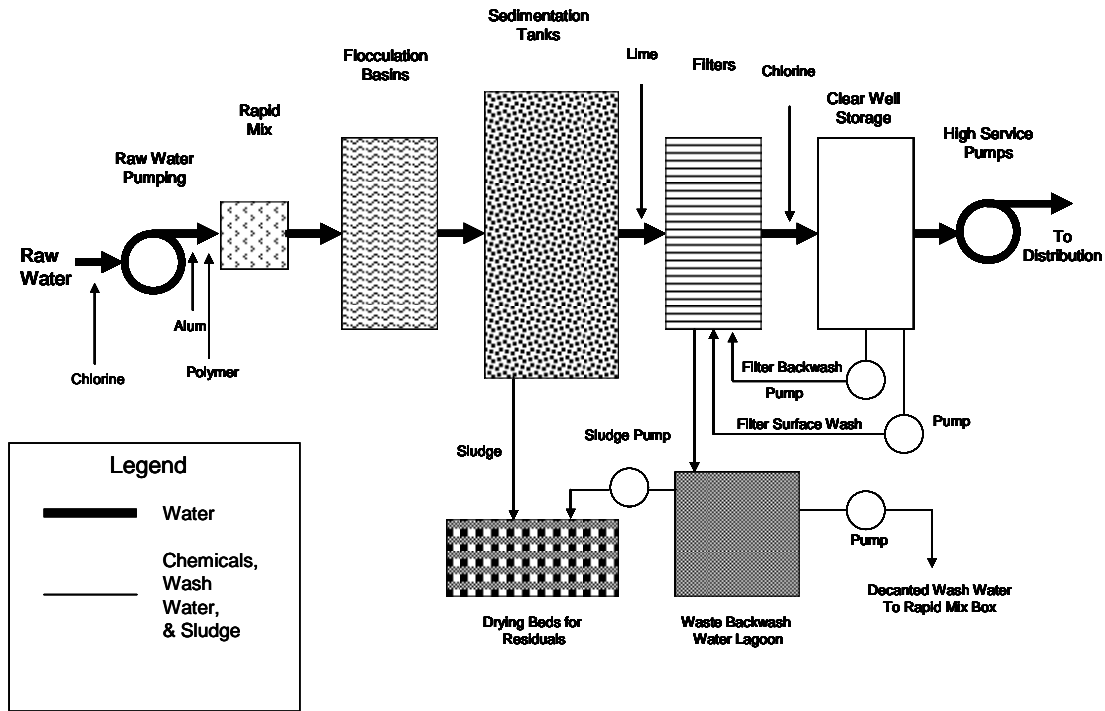 Sedimentation
Tanks
Flocculation
Basins
Lime
Filters
Chlorine
Clear Well
Storage
Rapid
Mix
High Service
Pumps
Raw Water
Pumping
Raw
Water
To
Distribution
Alum
Polymer
Chlorine
Filter Backwash
Pump
Filter Surface Wash
Pump
Sludge
Sludge Pump
Pump
Decanted Wash Water
To Rapid Mix Box
Drying Beds for
Residuals
Waste Backwash
Water Lagoon
Legend
Water
Chemicals,
Wash
Water,
& Sludge